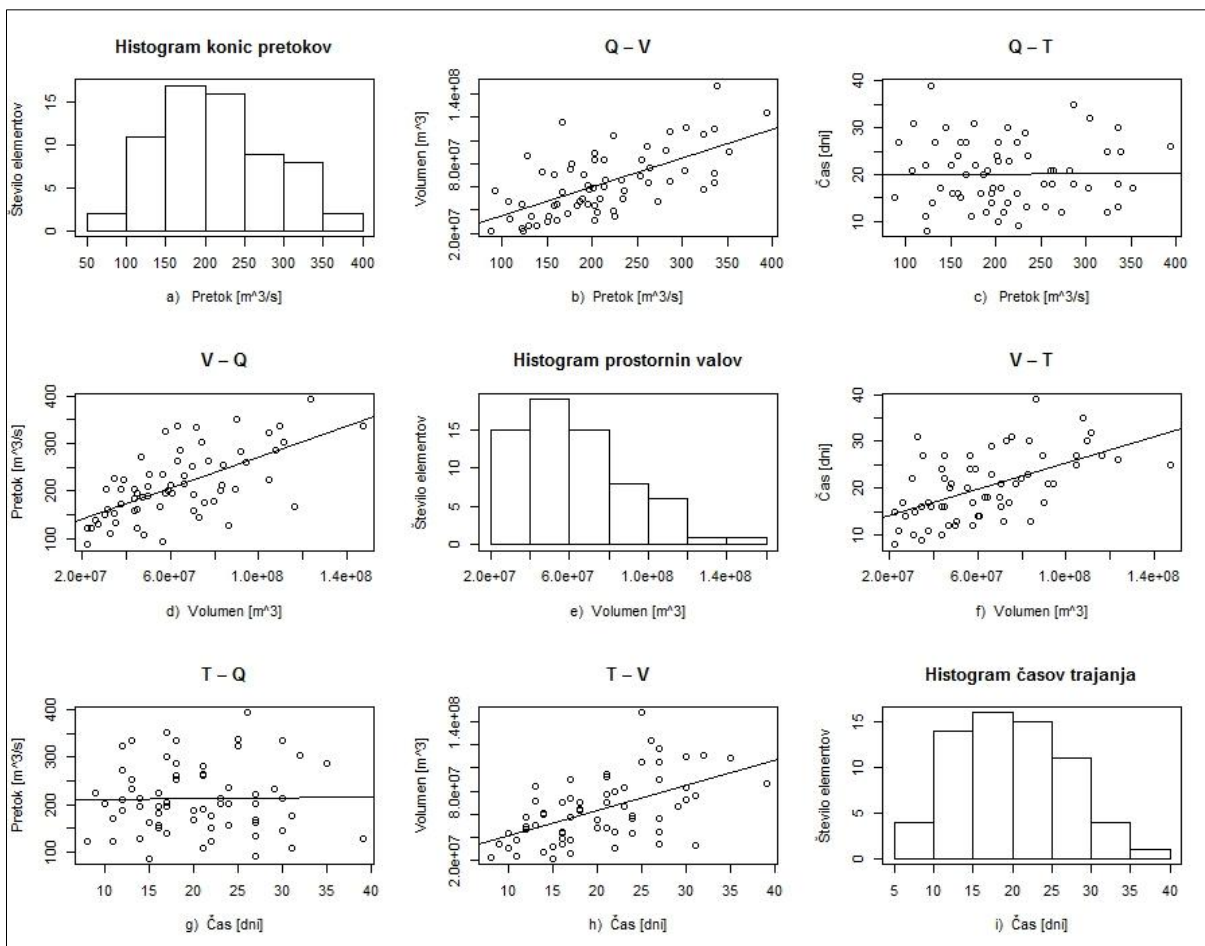 Histogram konic pretokov
Število elementov
15
10
5
0
50 100 150 200 250 300 350 400
a) Pretok [m^3/s]
Q – V
Volumen [m^3]
1.4e+08
8.0e+07
2.0e+07
100 150 200 250 300 350 400
b) Pretok [m^3/s]
Q – T
Čas [dni]
40
30
20
10
100 150 200 250 300 350 400
c) Pretok [m^3/s]
V – Q
Pretok [m^3/s]
400
300
200
100
2.0e+07 6.0e+07 1.0e+08 1.4e+08
d) Volumen [m^3]
Histogram prostornin valov
Število elementov
15
10
5
0
2.0e+07 6.0e+07 1.0e+08 1.4e+08
e) Volumen [m^3]
V – T
Čas [dni]
40
30
20
10
2.0e+07 6.0e+07 1.0e+08 1.4e+08
f) Volumen [m^3]
T – Q
Pretok [m^3/s]
400
300
200
100
10 15 20 25 30 35 40
g) Čas [dni]
T – V
Volumen [m^3]
1.4e+08
8.0e+07
2.0e+07
10 15 20 25 30 35 40
h) Čas [dni]
Histogram časov trajanja
Število elementov
15
10
5
0
5 10 15 20 25 30 35 40
i) Čas [dni]